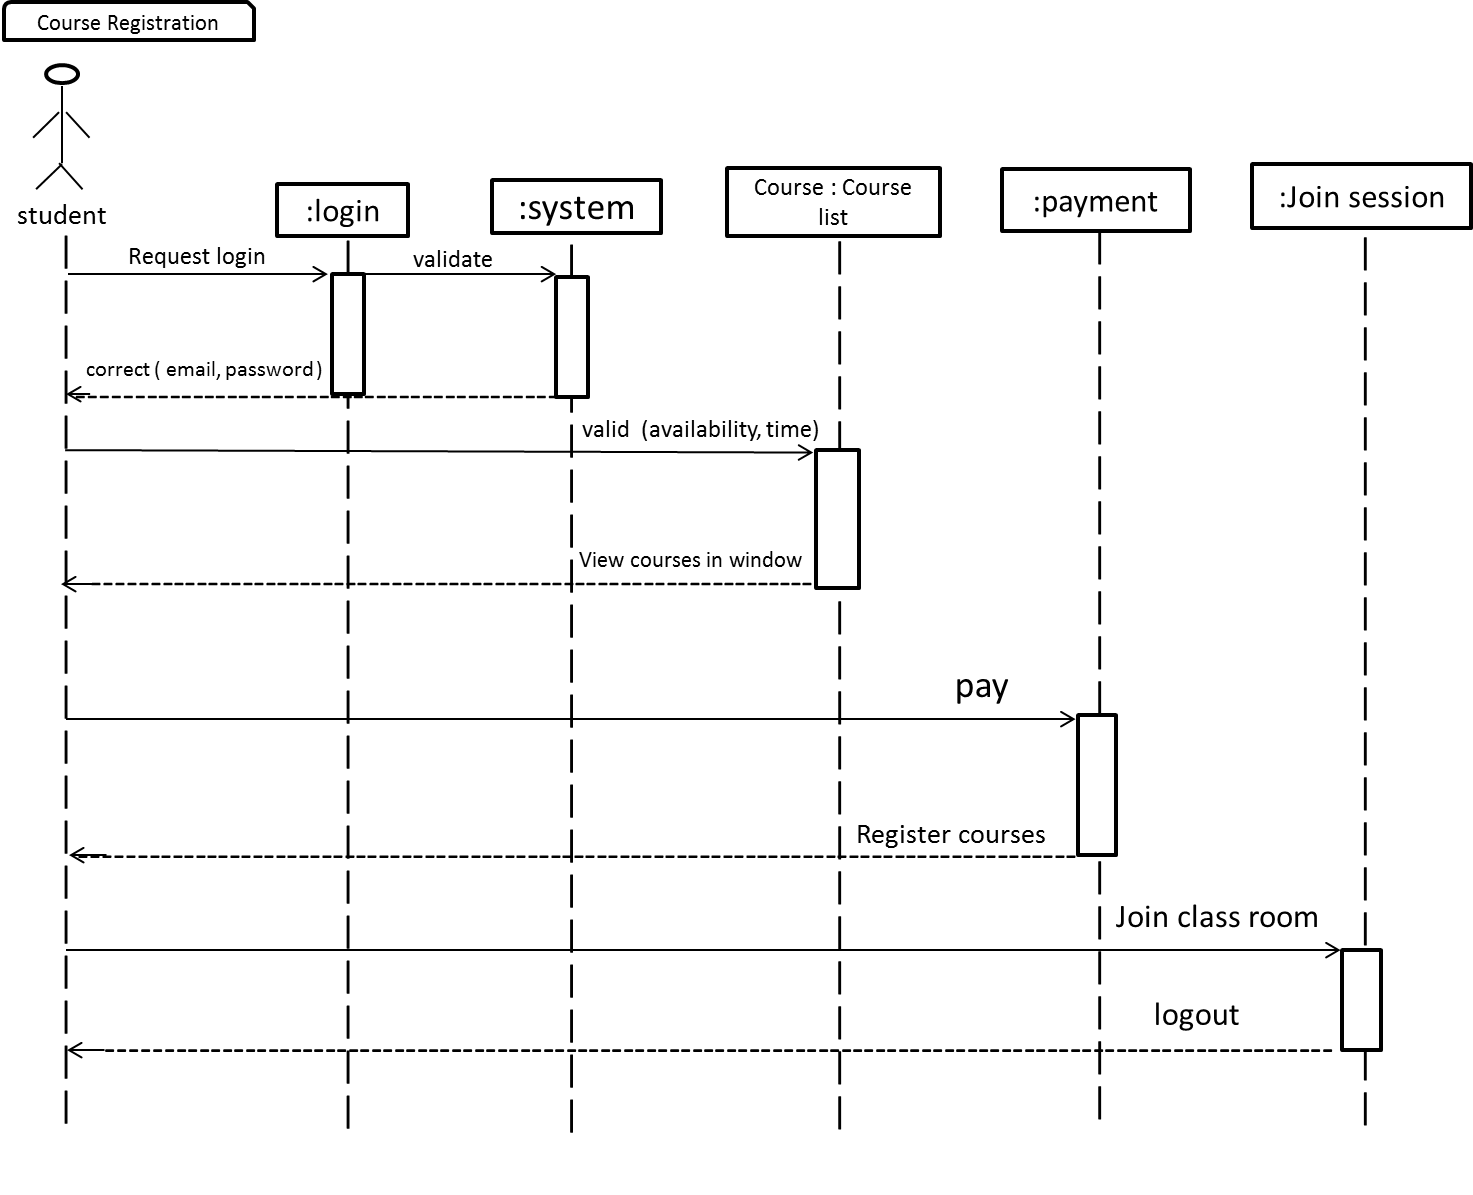 Course Registration
student
:login
:system
Course : Course
list
:payment
:Join session
Request login
validate
correct ( email, password )
valid (availability, time)
View courses in window
pay
Register courses
Join class room
logout